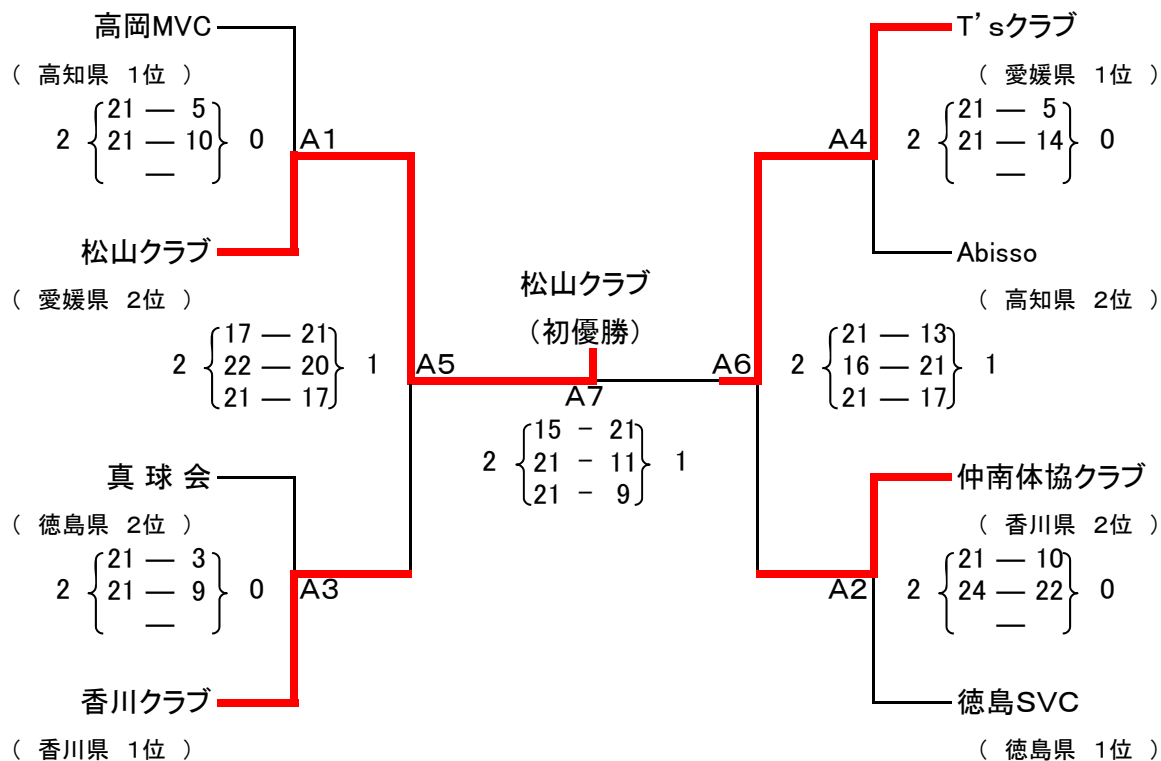 高岡MVC
T’sクラブ
（ 高知県 1位 ）
（ 愛媛県 1位 ）
21 ― 5
2 21 ― 10 0
―
A1
A4
21 ― 5
2 21 ― 14 0
―
松山クラブ
Abisso
（ 愛媛県 2位 ）
（ 高知県 2位 ）
松山クラブ
（初優勝）
17 ― 21
2 22 ― 20 1
21 ― 17
A5
A6
21 ― 13
2 16 ― 21 1
21 ― 17
A7
15 － 21
2 21 － 11 1
21 － 9
真 球 会
仲南体協クラブ
（ 徳島県 2位 ）
（ 香川県 2位 ）
21 ― 3
2 21 ― 9 0
―
A3
A2
21 ― 10
2 24 ― 22 0
―
香川クラブ
徳島SVC
（ 香川県 1位 ）
（ 徳島県 1位 ）